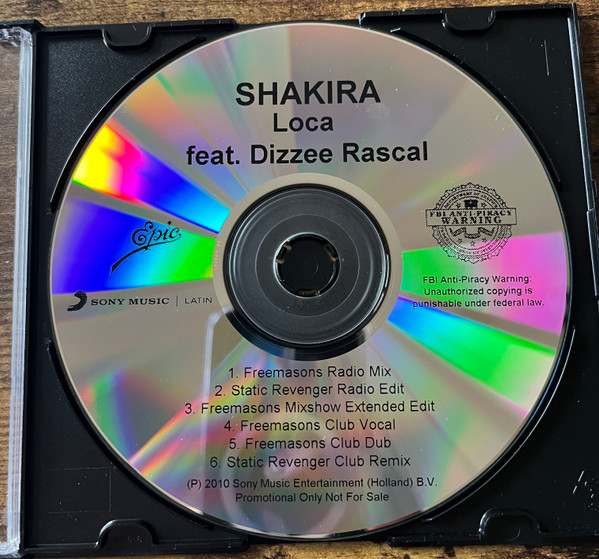 SHAKIRA
Loca
feat. Dizzee Rascal
Epic
SONY MUSIC | LATIN
FBI ANTI-PIRACY
WARNING
FBI Anti-Piracy Warning:
Unauthorized copying is
punishable under federal law.
1. Freemasons Radio Mix
2. Static Revenger Radio Edit
3. Freemasons Mixshow Extended Edit
4. Freemasons Club Vocal
5. Freemasons Club Dub
6. Static Revenger Club Remix
(P) 2010 Sony Music Entertainment (Holland) B.V.
Promotional Only Not For Sale